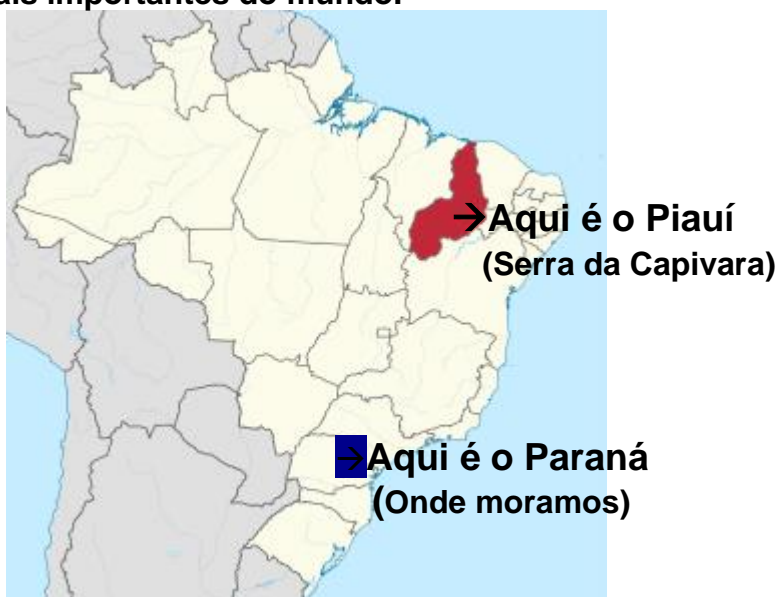 ais importantes do mundo.
→Aqui é o Piauí
(Serra da Capivara)
→Aqui é o Paraná
(Onde moramos)